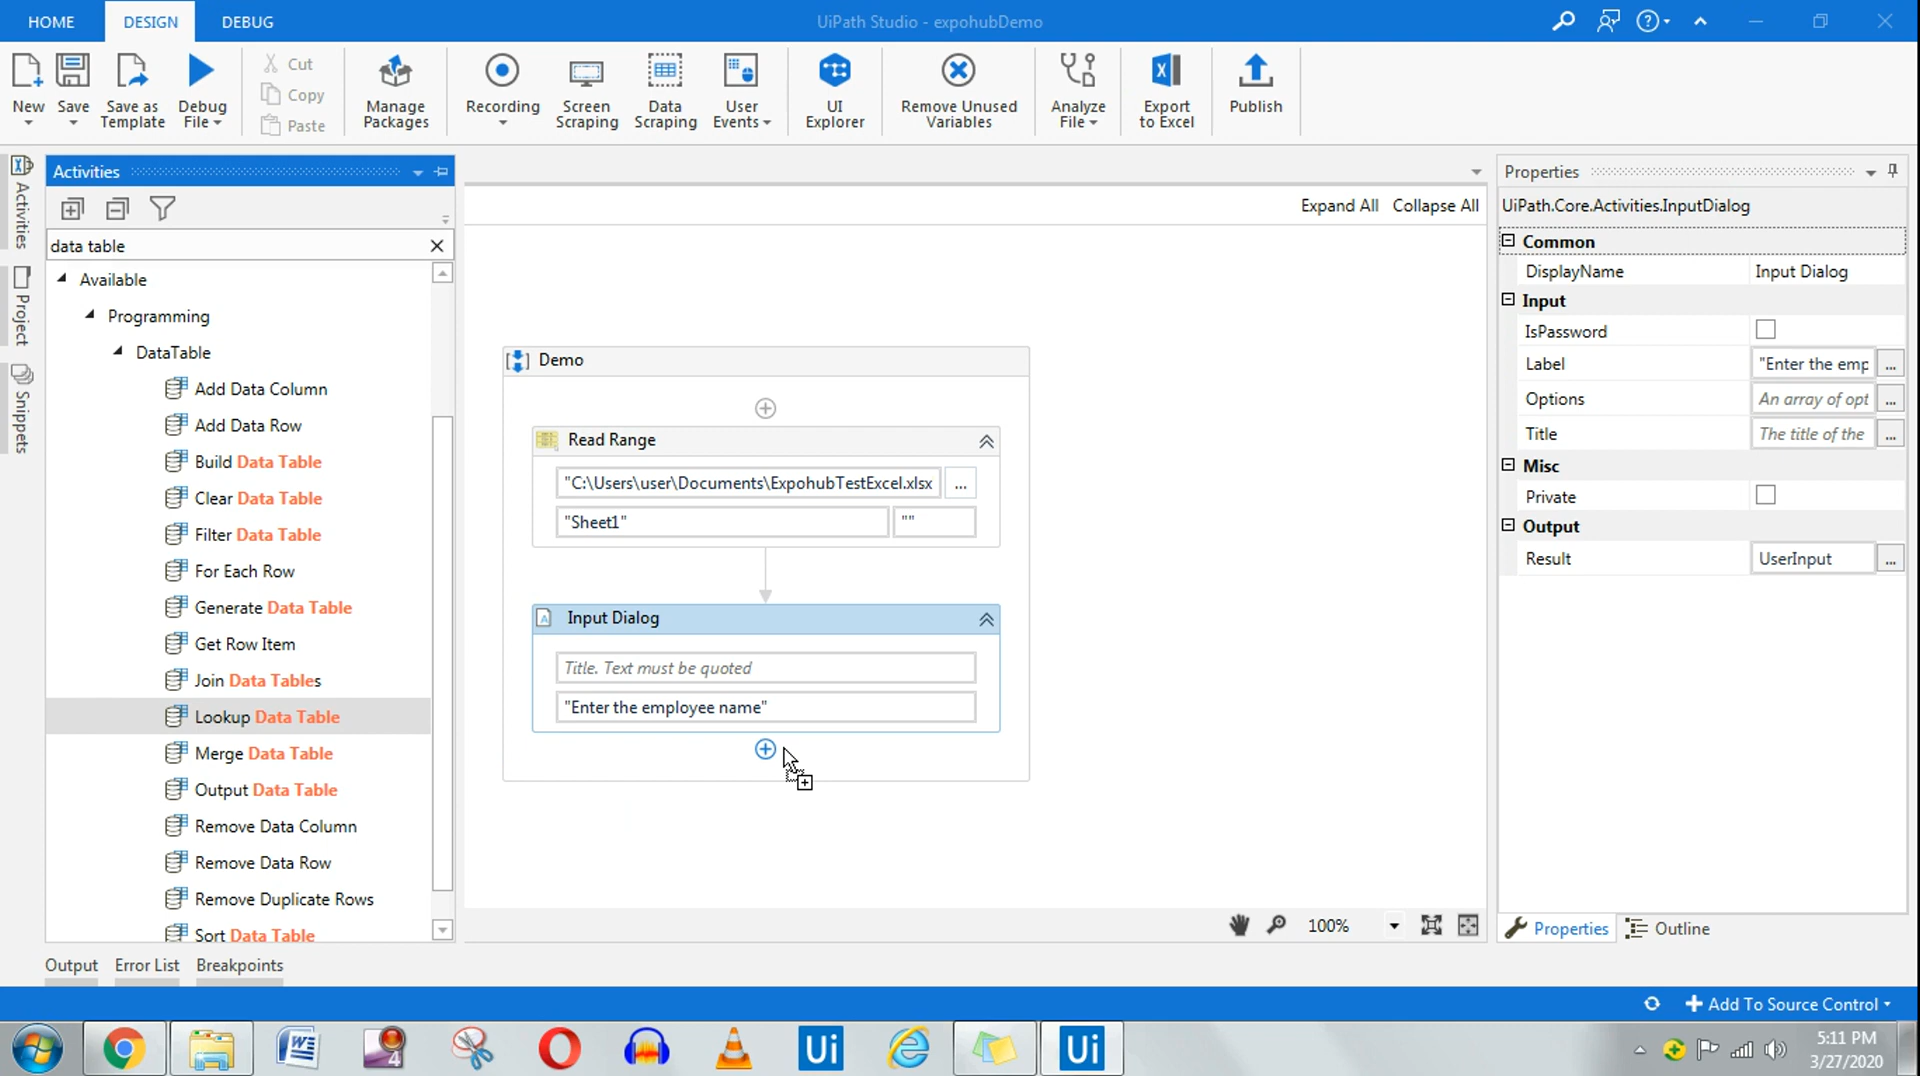 HOME DESIGN DEBUG UiPath Studio - expohubDemo
New Save Save as Template Debug File Cut Copy Paste Manage Packages Recording Screen Scraping Data Scraping User Events UI Explorer Remove Unused Variables Analyze File Export to Excel Publish
Activities
Project
Snippets
Activities
data table
Available
Programming
DataTable
Add Data Column
Add Data Row
Build Data Table
Clear Data Table
Filter Data Table
For Each Row
Generate Data Table
Get Row Item
Join Data Tables
Lookup Data Table
Merge Data Table
Output Data Table
Remove Data Column
Remove Data Row
Remove Duplicate Rows
Sort Data Table
Expand All Collapse All
Demo
Read Range
"C:\Users\user\Documents\ExpohubTestExcel.xlsx ...
"Sheet1" ""
Input Dialog
Title. Text must be quoted
"Enter the employee name"
100%
Properties
UiPath.Core.Activities.InputDialog
Common
DisplayName Input Dialog
Input
IsPassword
Label "Enter the emp ...
Options An array of opt ...
Title The title of the ...
Misc
Private
Output
Result UserInput ...
Properties Outline
Output Error List Breakpoints
Add To Source Control
Ui Ui
5:11 PM
3/27/2020